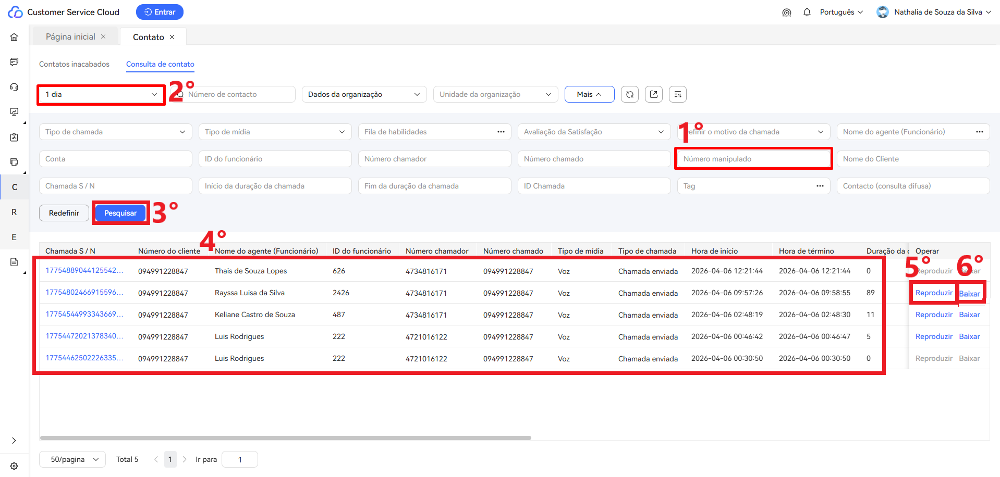 Customer Service Cloud Entrar Português Nathalia de Souza da Silva
Página inicial Contato
Contatos inacabados Consulta de contato
1 dia 2° Número de contacto Dados da organização Unidade da organização Mais
Tipo de chamada Tipo de mídia Fila de habilidades ••• Avaliação da Satisfação 1° efinir o motivo da chamada Nome do agente (Funcionário) •••
Conta ID do funcionário Número chamador Número chamado Número manipulado Nome do Cliente
Chamada S / N Início da duração da chamada Fim da duração da chamada ID Chamada Tag ••• Contacto (consulta difusa)
C
R
E
Redefinir Pesquisar 3°
4°
Chamada S / N Número do cliente Nome do agente (Funcionário) ID do funcionário Número chamador Número chamado Tipo de mídia Tipo de chamada Hora de início Hora de término Duração da c Operar
5° 6°
17754889044125542... 094991228847 Thais de Souza Lopes 626 4734816171 094991228847 Voz Chamada enviada 2026-04-06 12:21:44 2026-04-06 12:21:44 0 Reproduzir Baixar
17754802466915596... 094991228847 Rayssa Luisa da Silva 2426 4734816171 094991228847 Voz Chamada enviada 2026-04-06 09:57:26 2026-04-06 09:58:55 89 Reproduzir Baixar
17754544993343669... 094991228847 Keliane Castro de Souza 487 4734816171 094991228847 Voz Chamada enviada 2026-04-06 02:48:19 2026-04-06 02:48:30 11 Reproduzir Baixar
17754472021378340... 094991228847 Luis Rodrigues 222 4721016122 094991228847 Voz Chamada enviada 2026-04-06 00:46:42 2026-04-06 00:46:47 5 Reproduzir Baixar
17754462502226335... 094991228847 Luis Rodrigues 222 4721016122 094991228847 Voz Chamada enviada 2026-04-06 00:30:50 2026-04-06 00:30:50 0 Reproduzir Baixar
50/pagina Total 5 1 Ir para 1